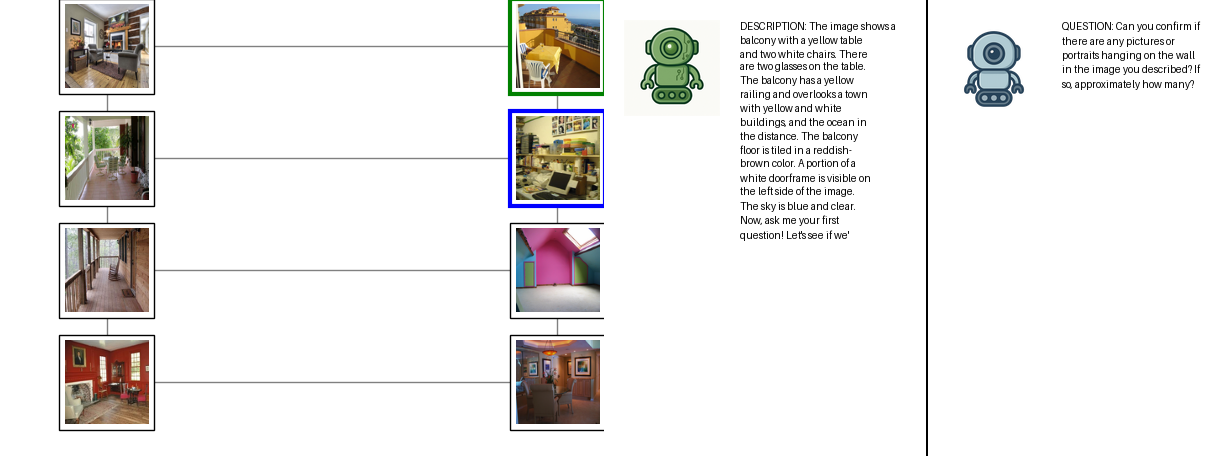 DESCRIPTION: The image shows a
balcony with a yellow table
and two white chairs. There
are two glasses on the table.
The balcony has a yellow
railing and overlooks a town
with yellow and white
buildings, and the ocean in
the distance. The balcony
floor is tiled in a reddish-
brown color. A portion of a
white doorframe is visible on
the left side of the image.
The sky is blue and clear.
Now, ask me your first
question! Let's see if we'
QUESTION: Can you confirm if
there are any pictures or
portraits hanging on the wall
in the image you described? If
so, approximately how many?